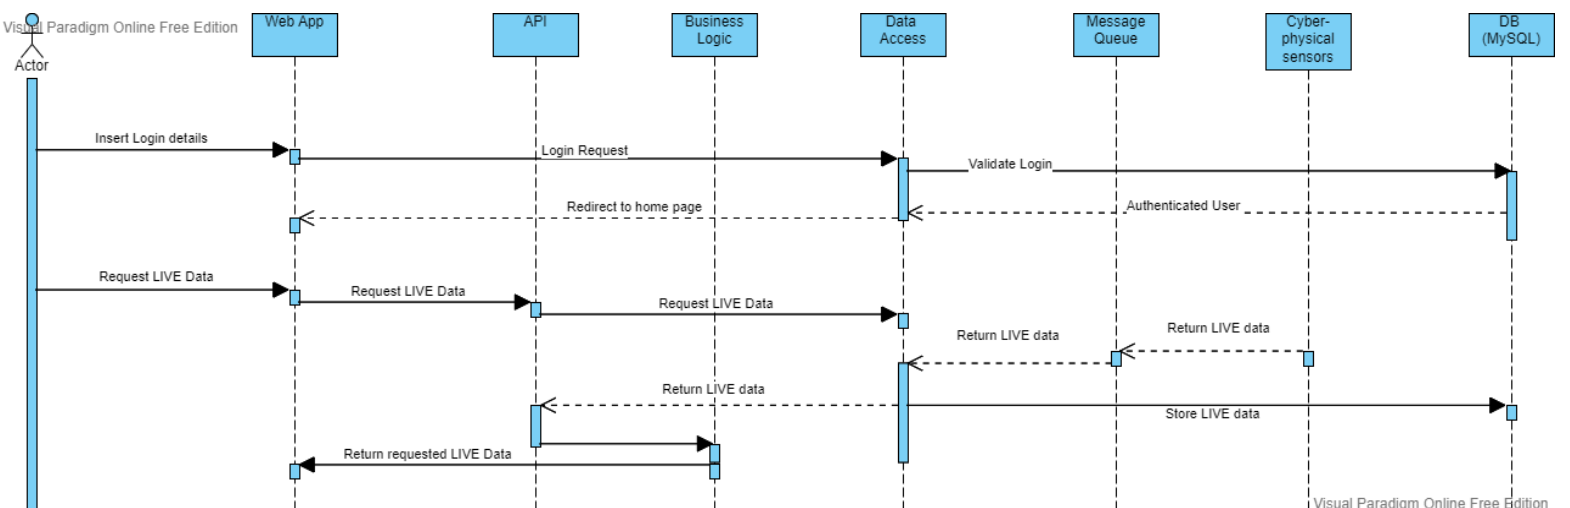 Visual Paradigm Online Free Edition
Actor
Web App
API
Business
Logic
Data
Access
Message
Queue
Cyber-
physical
sensors
DB
(MySQL)
Insert Login details
Login Request
Validate Login
Authenticated User
Redirect to home page
Request LIVE Data
Request LIVE Data
Request LIVE Data
Return LIVE data
Return LIVE data
Return LIVE data
Store LIVE data
Return requested LIVE Data
Visual Paradigm Online Free Edition